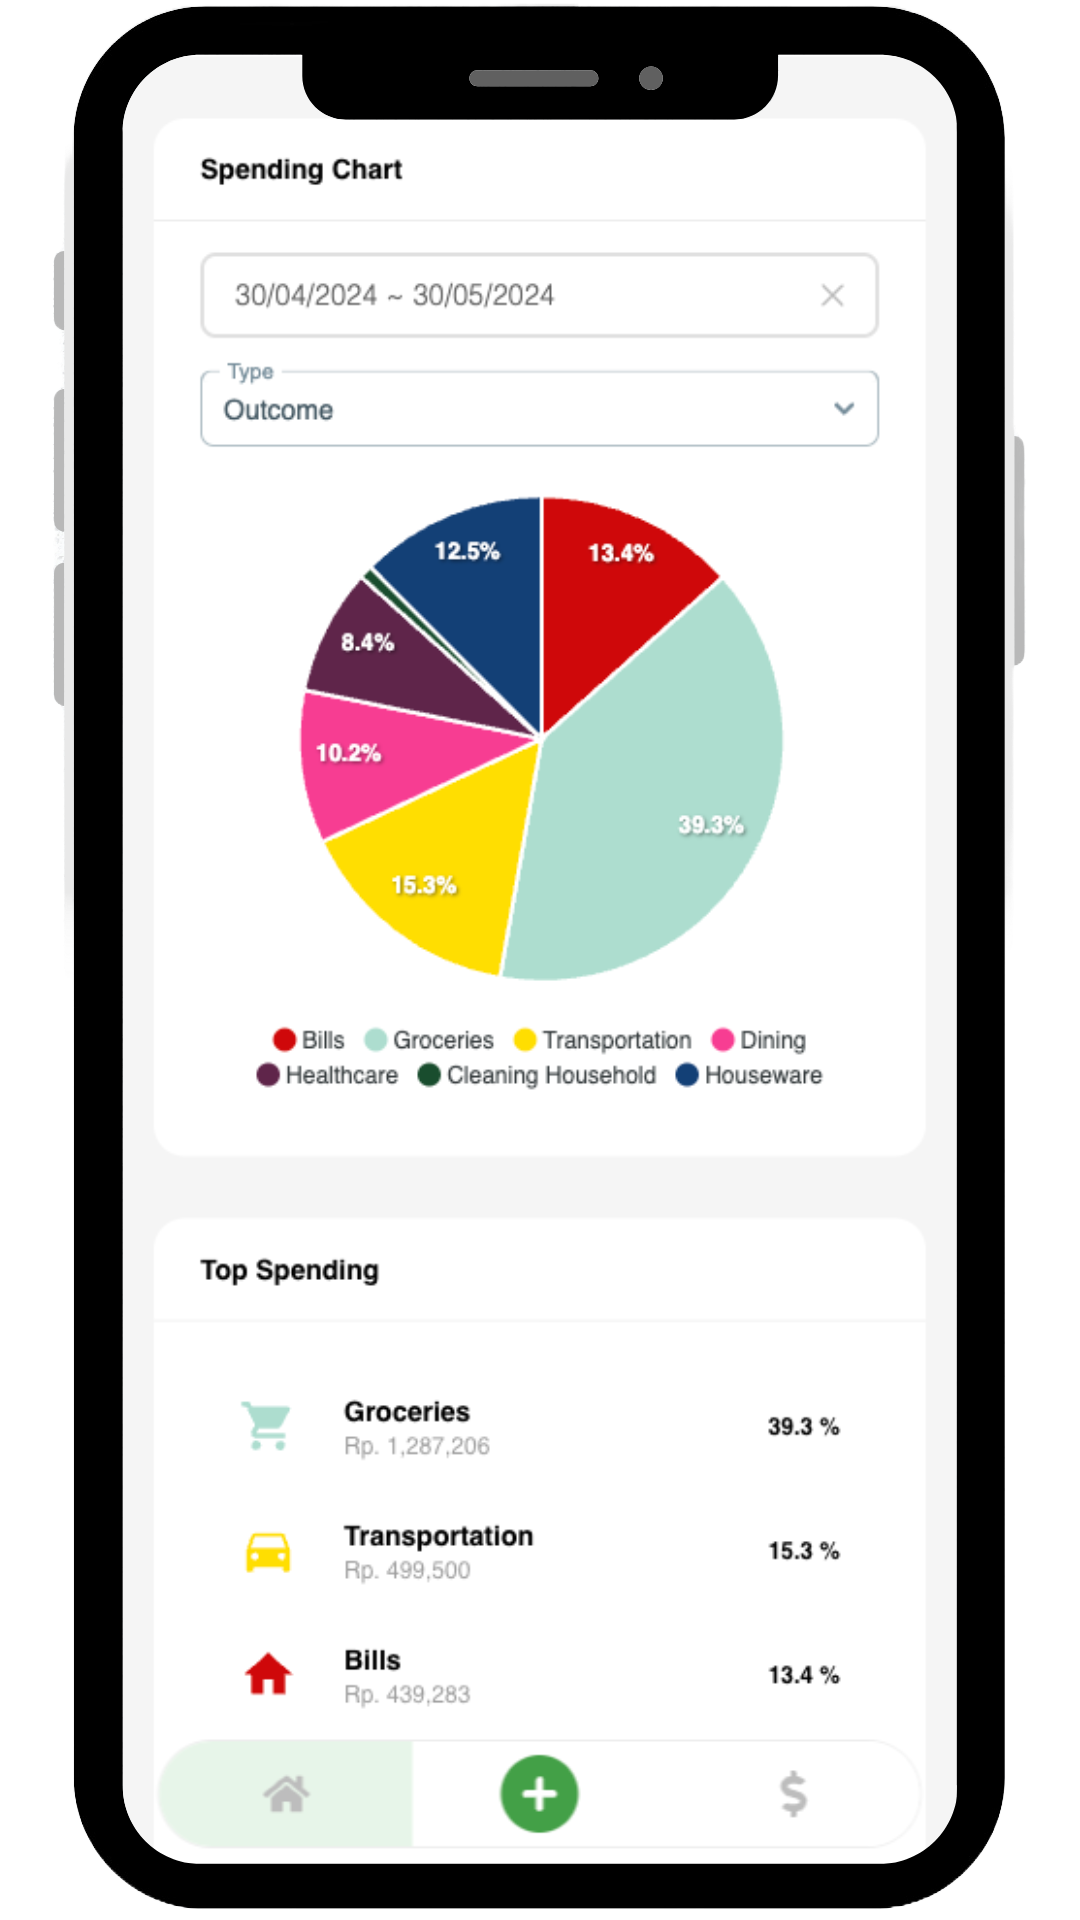 Spending Chart
30/04/2024 ~ 30/05/2024
Type
Outcome
12.5%
13.4%
8.4%
10.2%
39.3%
15.3%
Bills Groceries Transportation Dining
Healthcare Cleaning Household Houseware
Top Spending
Groceries
Rp. 1,287,206
39.3 %
Transportation
Rp. 499,500
15.3 %
Bills
Rp. 439,283
13.4 %